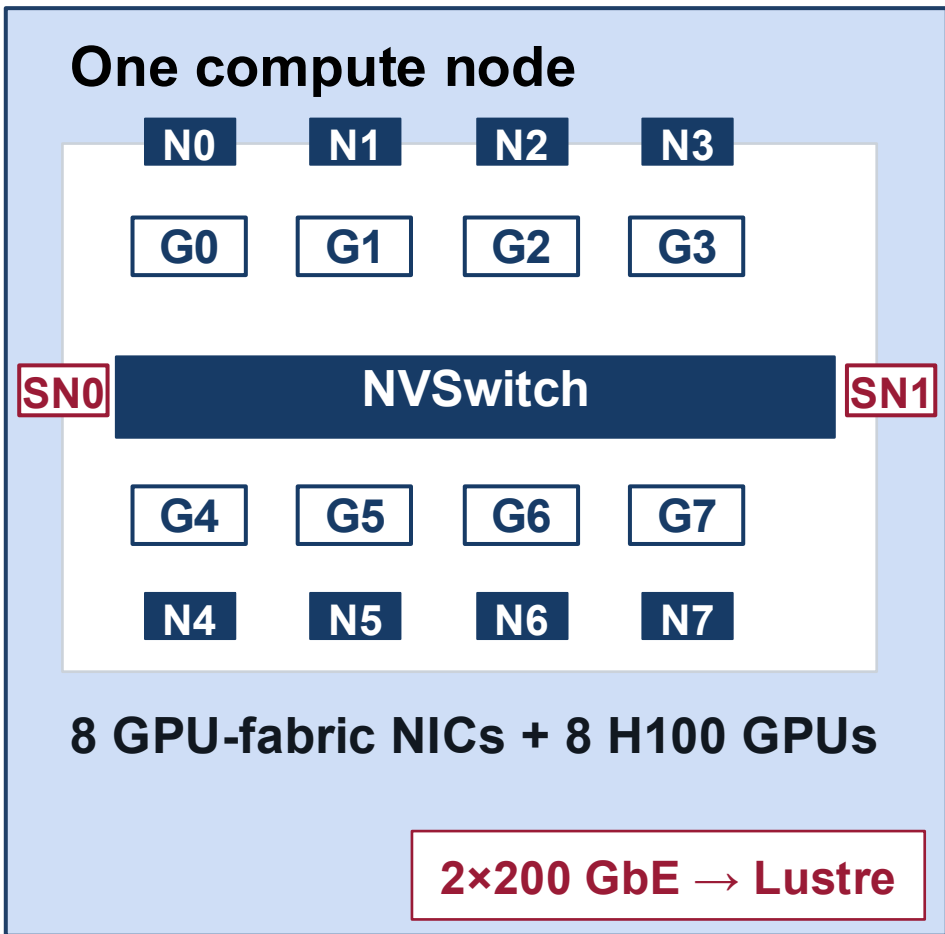 One compute node
N0 N1 N2 N3
G0 G1 G2 G3
SN0 NVSwitch SN1
G4 G5 G6 G7
N4 N5 N6 N7
8 GPU-fabric NICs + 8 H100 GPUs
2×200 GbE → Lustre